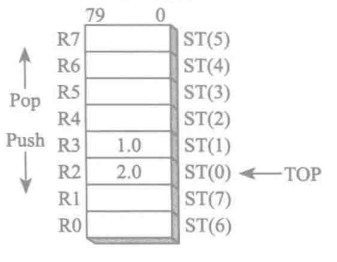 79 0
R7 ST(5)
R6 ST(4)
R5 ST(3)
Pop R4 ST(2)
Push R3 1.0 ST(1)
R2 2.0 ST(0) TOP
R1 ST(7)
R0 ST(6)